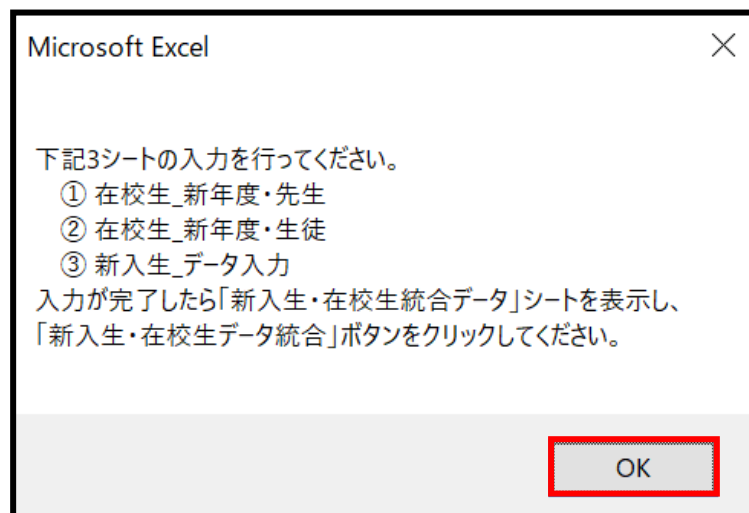 Microsoft Excel
下記3シートの入力を行ってください。
① 在校生_新年度・先生
② 在校生_新年度・生徒
③ 新入生_データ入力
入力が完了したら「新入生・在校生統合データ」シートを表示し、
「新入生・在校生データ統合」ボタンをクリックしてください。
OK